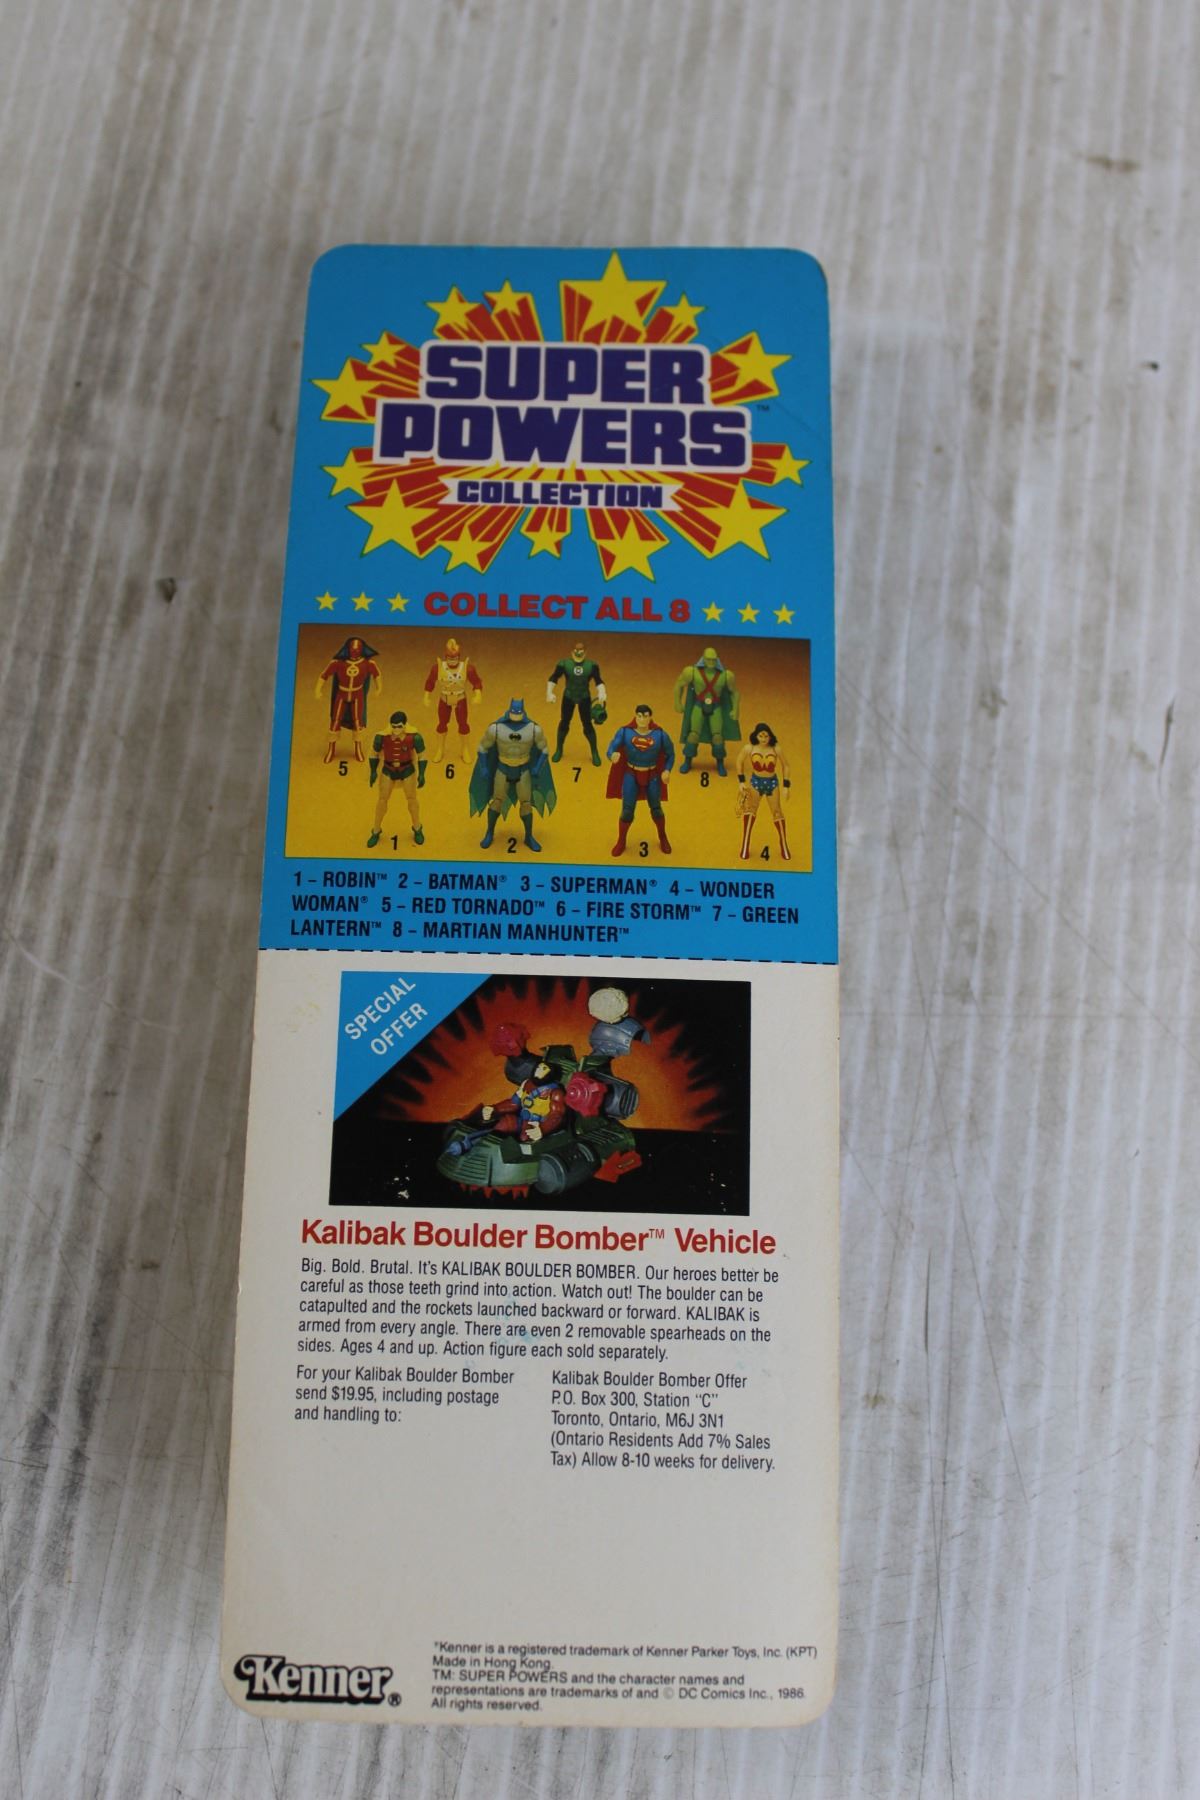 SUPER
POWERS™
COLLECTION
COLLECT ALL 8
5 6 7 8
1 2 3 4
1 – ROBIN™ 2 – BATMAN® 3 – SUPERMAN® 4 – WONDER
WOMAN® 5 – RED TORNADO™ 6 – FIRE STORM™ 7 – GREEN
LANTERN™ 8 – MARTIAN MANHUNTER™
SPECIAL
OFFER
Kalibak Boulder Bomber™ Vehicle
Big. Bold. Brutal. It's KALIBAK BOULDER BOMBER. Our heroes better be
careful as those teeth grind into action. Watch out! The boulder can be
catapulted and the rockets launched backward or forward. KALIBAK is
armed from every angle. There are even 2 removable spearheads on the
sides. Ages 4 and up. Action figure each sold separately.
For your Kalibak Boulder Bomber
send $19.95, including postage
and handling to:
Kalibak Boulder Bomber Offer
P.O. Box 300, Station "C"
Toronto, Ontario, M6J 3N1
(Ontario Residents Add 7% Sales
Tax) Allow 8-10 weeks for delivery.
Kenner®
*Kenner is a registered trademark of Kenner Parker Toys, Inc. (KPT)
Made in Hong Kong.
TM: SUPER POWERS and the character names and
representations are trademarks of and © DC Comics Inc., 1986.
All rights reserved.